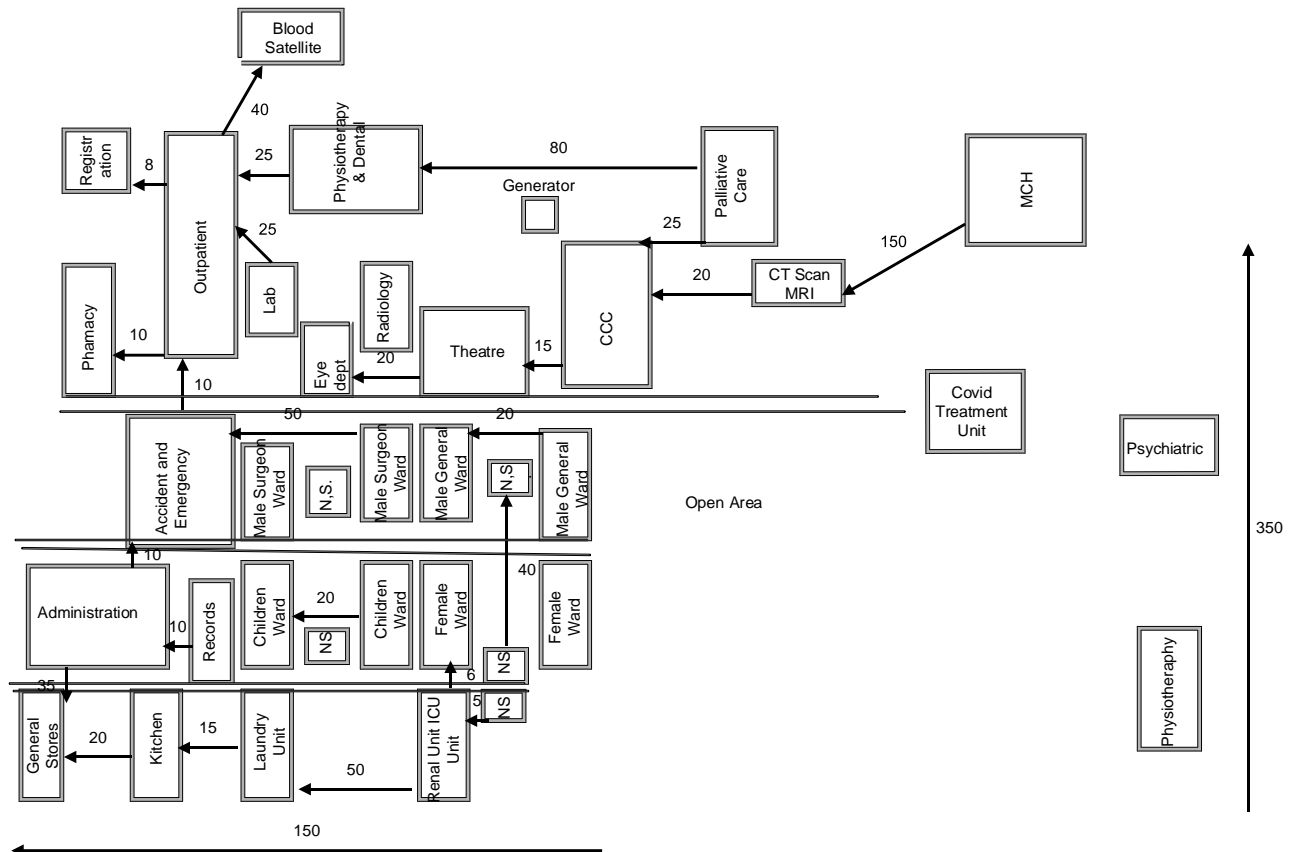 Blood
Satellite
40
Registr
ation
8
Outpatient
25
Physiotherapy
& Dental
80
Generator
Palliative
Care
MCH
25
25
150
Phamacy
10
Lab
Radiology
Eye
dept
20
Theatre
15
CCC
20
CT Scan
MRI
10
Covid
Treatment
Unit
Psychiatric
Accident and
Emergency
50
Male Surgeon
Ward
N,S.
Male Surgeon
Ward
Male General
Ward
20
N,S
Male General
Ward
Open Area
350
10
Administration
10
Records
Children
Ward
20
NS
Children
Ward
Female
Ward
40
NS
Female
Ward
6
35
General
Stores
20
Kitchen
15
Laundry
Unit
50
Renal Unit ICU
Unit
5
NS
Physiotheraphy
150